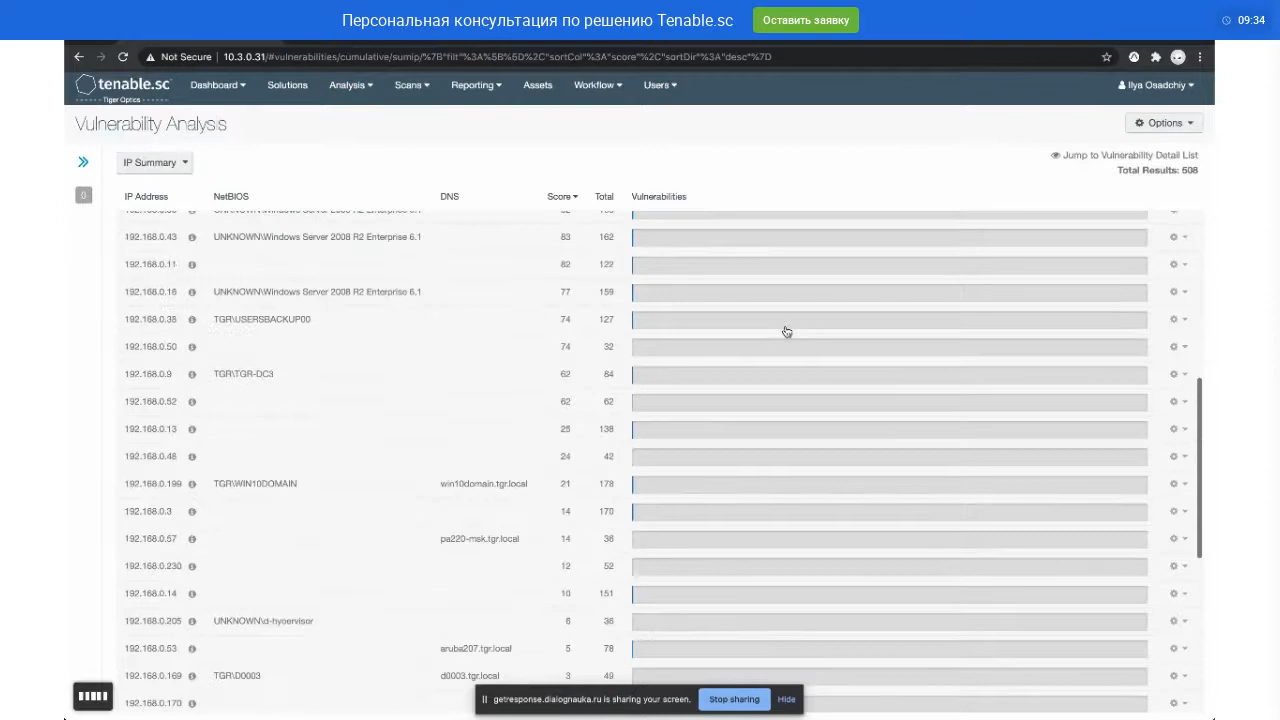 Персональная консультация по решению Tenable.sc
Оставить заявку
09:34
Not Secure | 10.3.0.31/#vulnerabilities/cumulative/sumip/%7B"filt"%3A%5B%5D%2C"sortCol"%3A"score"%2C"sortDir"%3A"desc"%7D
tenable.sc
Tiger Optics
Dashboard Solutions Analysis Scans Reporting Assets Workflow Users
Ilya Osadchiy
Vulnerability Analysis
Options
IP Summary
Jump to Vulnerability Detail List
Total Results: 508
0
IP Address NetBIOS DNS Score Total Vulnerabilities
192.168.0.43 UNKNOWN\Windows Server 2008 R2 Enterprise 6.1 83 162
192.168.0.11 82 122
192.168.0.16 UNKNOWN\Windows Server 2008 R2 Enterprise 6.1 77 159
192.168.0.35 TGR\USERSBACKUP00 74 127
192.168.0.50 74 32
192.168.0.9 TGR\TGR-DC3 62 84
192.168.0.52 62 62
192.168.0.13 25 138
192.168.0.48 24 42
192.168.0.199 TGR\WIN10DOMAIN win10domain.tgr.local 21 178
192.168.0.3 14 170
192.168.0.57 pa220-msk.tgr.local 14 36
192.168.0.230 12 52
192.168.0.14 10 151
192.168.0.205 6 36
192.168.0.53 aruba207.tgr.local 5 78
192.168.0.169 TGR\D0003 d0003.tgr.local 3 49
192.168.0.170
getresponse.dialognauka.ru is sharing your screen. Stop sharing Hide